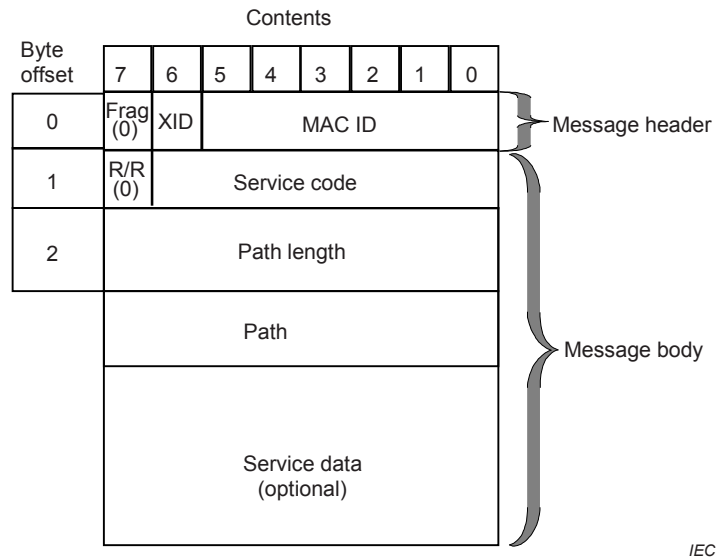 Contents
Byte
offset
7 6 5 4 3 2 1 0
0
Frag
(0)
XID
MAC ID
Message header
1
R/R
(0)
Service code
2
Path length
Path
Message body
Service data
(optional)
IEC